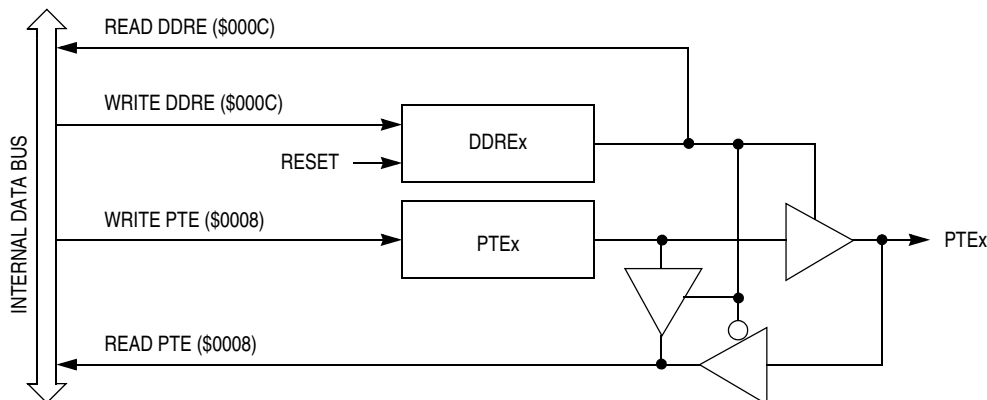 READ DDRE ($000C)
WRITE DDRE ($000C)
DDREx
RESET
WRITE PTE ($0008)
PTEx
PTEx
READ PTE ($0008)
INTERNAL DATA BUS